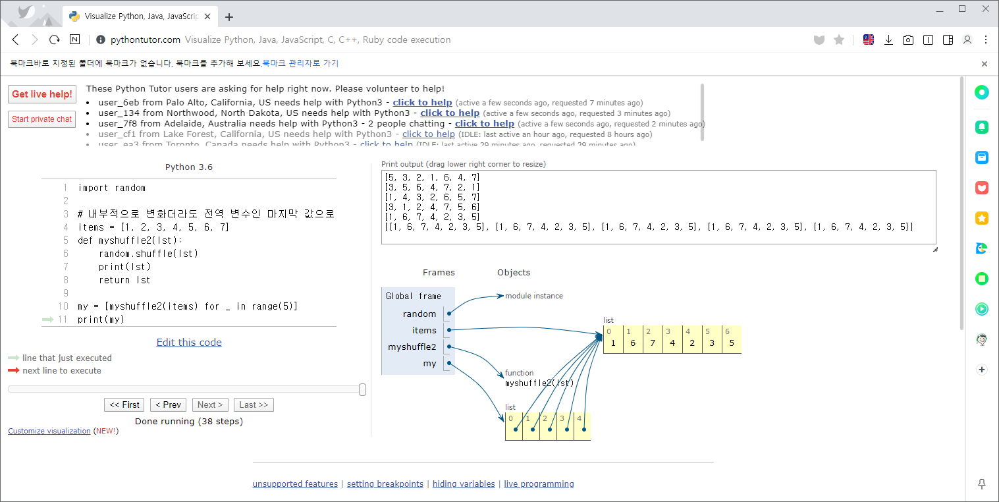 Visualize Python, Java, JavaScrip
pythontutor.com Visualize Python, Java, JavaScript, C, C++, Ruby code execution
북마크바로 지정된 폴더에 북마크가 없습니다. 북마크를 추가해 보세요.북마크 관리자로 가기
Get live help!
Start private chat
These Python Tutor users are asking for help right now. Please volunteer to help!
• user_6eb from Palo Alto, California, US needs help with Python3 - click to help (active a few seconds ago, requested 7 minutes ago)
• user_134 from Northwood, North Dakota, US needs help with Python3 - click to help (active a few seconds ago, requested 3 minutes ago)
• user_7f8 from Adelaide, Australia needs help with Python3 - 2 people chatting - click to help (active a few seconds ago, requested 2 minutes ago)
• user_cf1 from Lake Forest, California, US needs help with Python3 - click to help (IDLE: last active an hour ago, requested 8 hours ago)
• user_ea3 from Toronto, Canada needs help with Python3 - click to help (IDLE: last active 29 minutes ago, requested 29 minutes ago)
Python 3.6
1 import random
2
3 # 내부적으로 변화더라도 전역 변수인 마지막 값으로
4 items = [1, 2, 3, 4, 5, 6, 7]
5 def myshuffle2(lst):
6     random.shuffle(lst)
7     print(lst)
8     return lst
9
10 my = [myshuffle2(items) for _ in range(5)]
11 print(my)
Edit this code
line that just executed
next line to execute
<< First < Prev Next > Last >>
Done running (38 steps)
Customize visualization (NEW!)
Print output (drag lower right corner to resize)
[5, 3, 2, 1, 6, 4, 7]
[3, 5, 6, 4, 7, 2, 1]
[1, 4, 3, 2, 6, 5, 7]
[3, 1, 2, 4, 7, 5, 6]
[1, 6, 7, 4, 2, 3, 5]
[[1, 6, 7, 4, 2, 3, 5], [1, 6, 7, 4, 2, 3, 5], [1, 6, 7, 4, 2, 3, 5], [1, 6, 7, 4, 2, 3, 5], [1, 6, 7, 4, 2, 3, 5]]
Frames Objects
Global frame
random
items
myshuffle2
my
module instance
list
0 1 2 3 4 5 6
1 6 7 4 2 3 5
function
myshuffle2(lst)
list
0 1 2 3 4
unsupported features | setting breakpoints | hiding variables | live programming